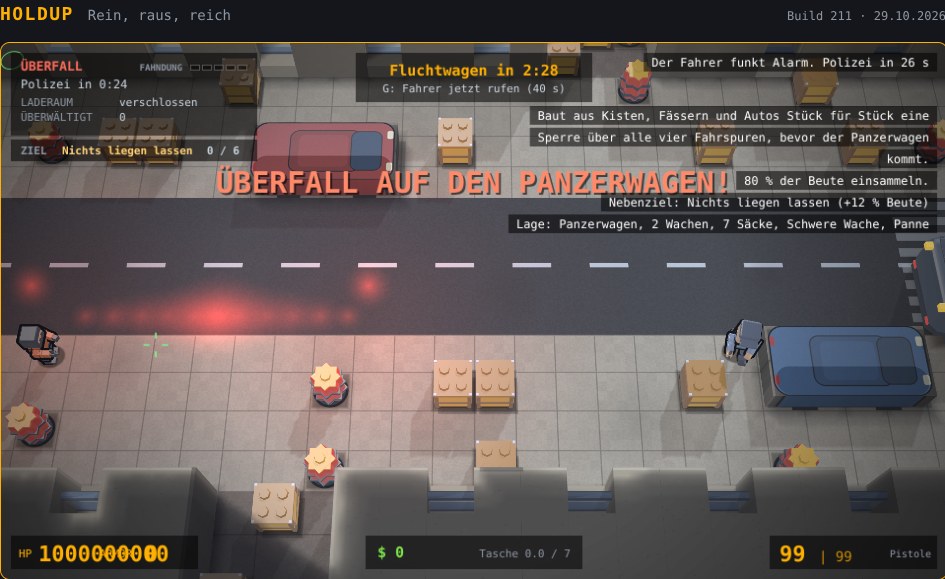 HOLDUP Rein, raus, reich
Build 211 · 29.10.2026
ÜBERFALL FAHNDUNG
Polizei in 0:24
LADERAUM verschlossen
ÜBERWÄLTIGT 0
ZIEL Nichts liegen lassen 0 / 6
Fluchtwagen in 2:28
G: Fahrer jetzt rufen (40 s)
Der Fahrer funkt Alarm. Polizei in 26 s
Baut aus Kisten, Fässern und Autos Stück für Stück eine
Sperre über alle vier Fahrspuren, bevor der Panzerwagen
kommt.
80 % der Beute einsammeln.
Nebenziel: Nichts liegen lassen (+12 % Beute)
Lage: Panzerwagen, 2 Wachen, 7 Säcke, Schwere Wache, Panne
ÜBERFALL AUF DEN PANZERWAGEN!
HP
$ 0 Tasche 0.0 / 7
99 | 99 Pistole